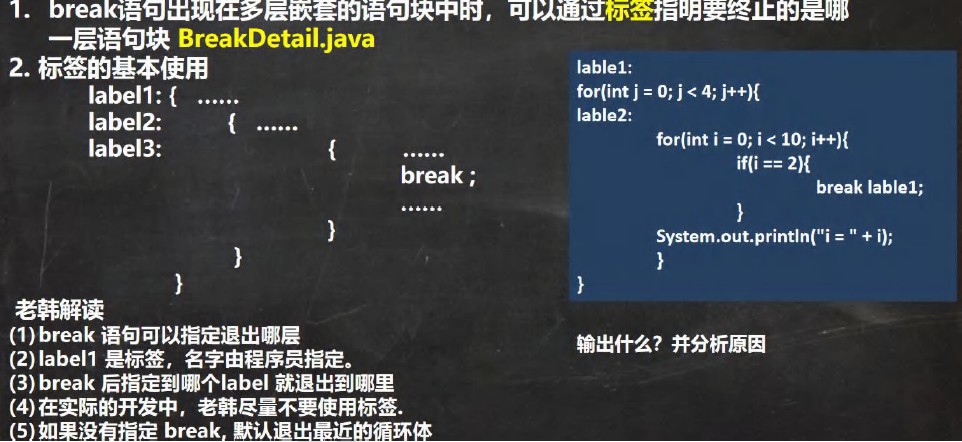 1. break语句出现在多层嵌套的语句块中时，可以通过标签指明要终止的是哪
一层语句块 BreakDetail.java
2. 标签的基本使用
label1: { ……
label2: { ……
label3: { ……
break ;
……
}
}
}
老韩解读
(1) break 语句可以指定退出哪层
(2) label1 是标签，名字由程序员指定。
(3) break 后指定到哪个label 就退出到哪里
(4) 在实际的开发中，老韩尽量不要使用标签.
(5) 如果没有指定 break, 默认退出最近的循环体
lable1:
for(int j = 0; j < 4; j++){
lable2:
for(int i = 0; i < 10; i++){
if(i == 2){
break lable1;
}
System.out.println("i = " + i);
}
}
输出什么？并分析原因